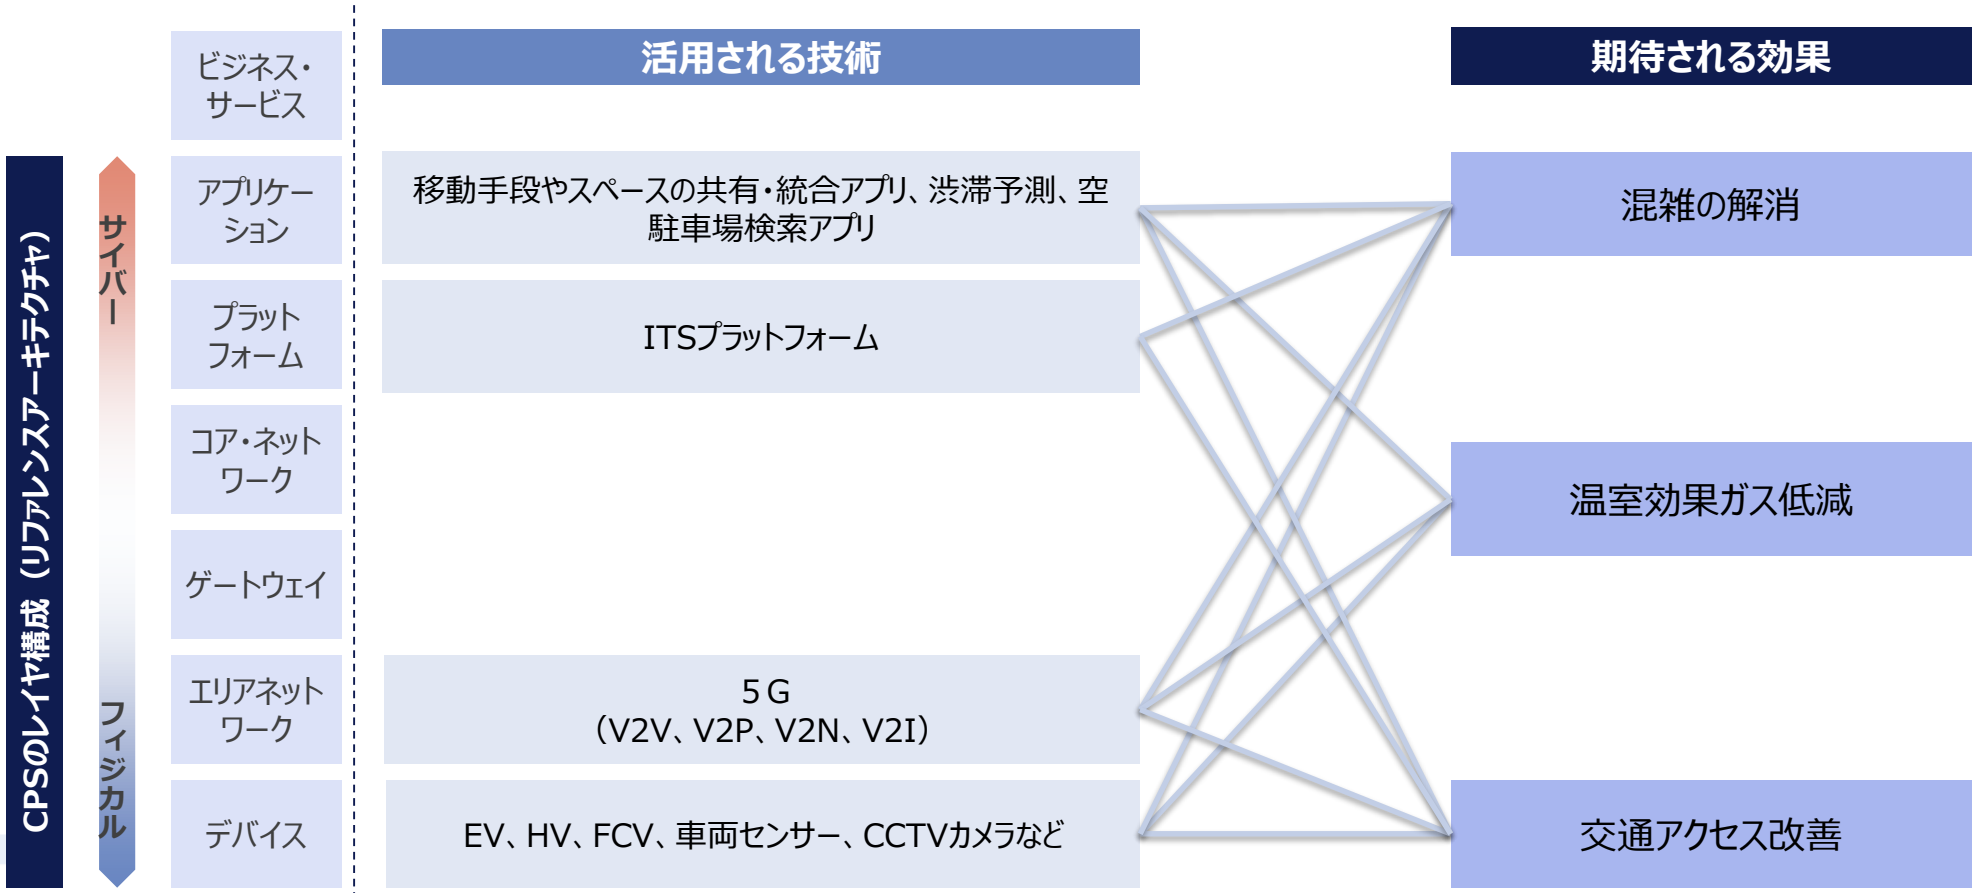 CPSのレイヤ構成（リファレンスアーキテクチャ）
サイバー
フィジカル
ビジネス・
サービス
活用される技術
期待される効果
アプリケー
ション
移動手段やスペースの共有・統合アプリ、渋滞予測、空
駐車場検索アプリ
混雑の解消
プラット
フォーム
ITSプラットフォーム
コア・ネット
ワーク
温室効果ガス低減
ゲートウェイ
エリアネット
ワーク
５G
（V2V、V2P、V2N、V2I）
デバイス
EV、HV、FCV、車両センサー、CCTVカメラなど
交通アクセス改善